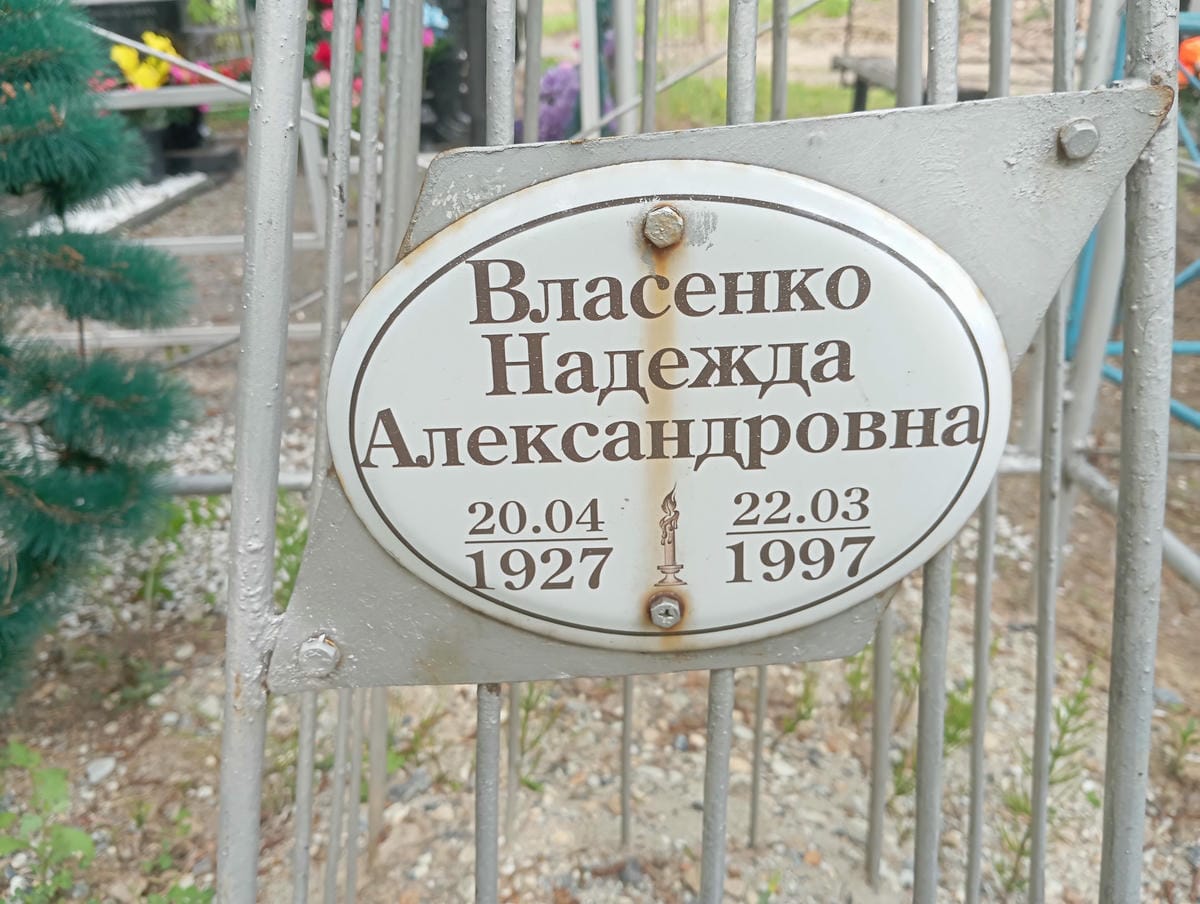 Власенко
Надежда
Александровна
20.04 22.03
1927 1997